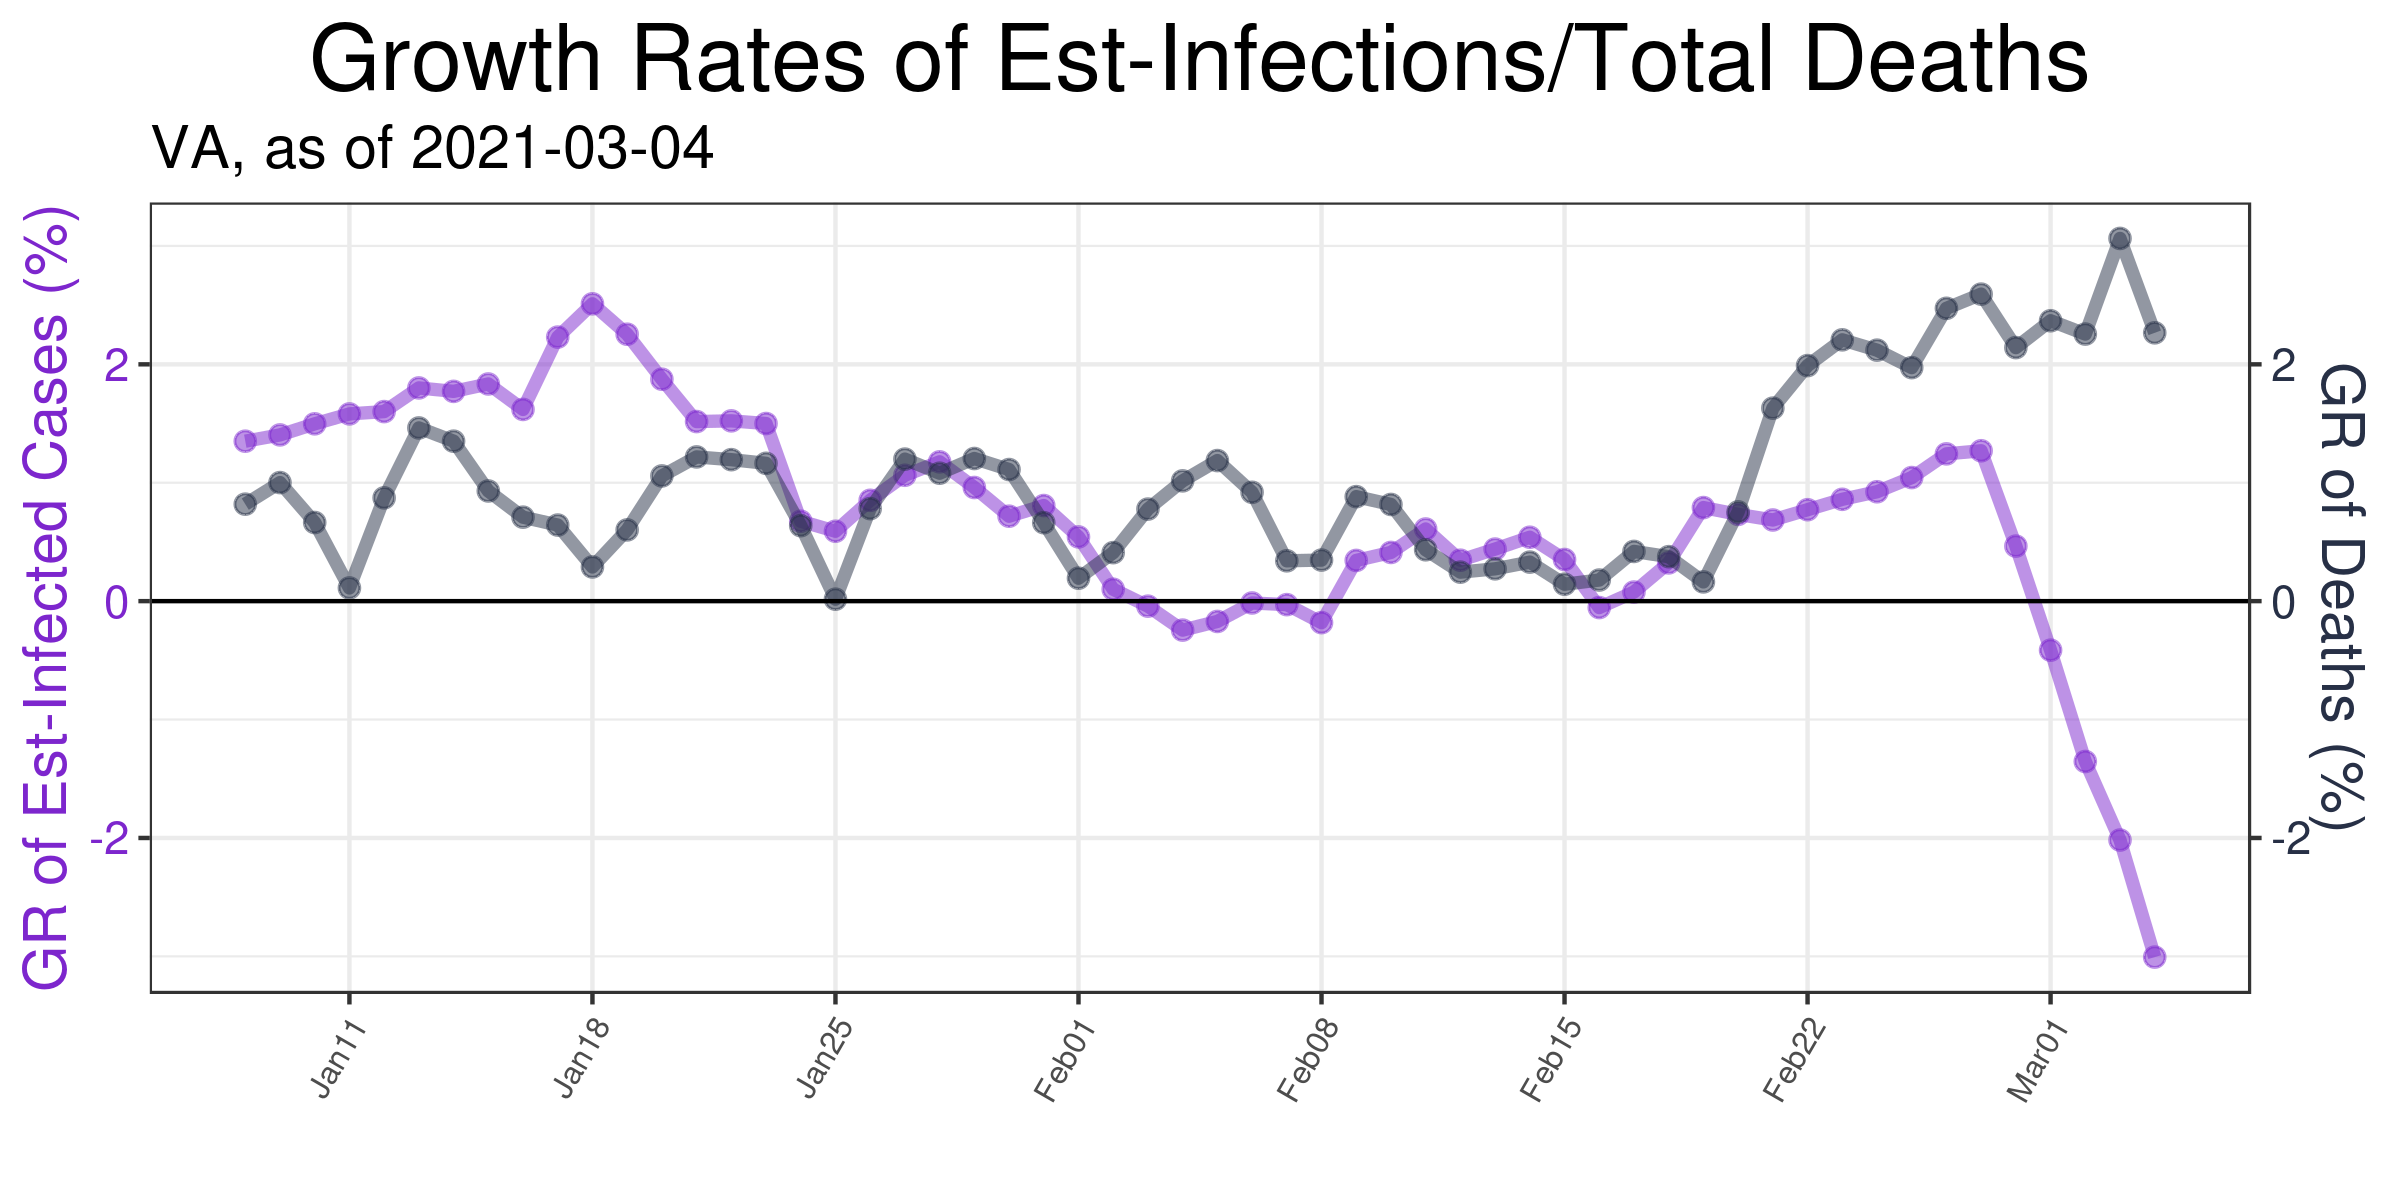 Growth Rates of Est-Infections/Total Deaths
VA, as of 2021-03-04
GR of Est-Infected Cases (%)
2
0
-2
2
0
-2
GR of Deaths (%)
Jan11
Jan18
Jan25
Feb01
Feb08
Feb15
Feb22
Mar01